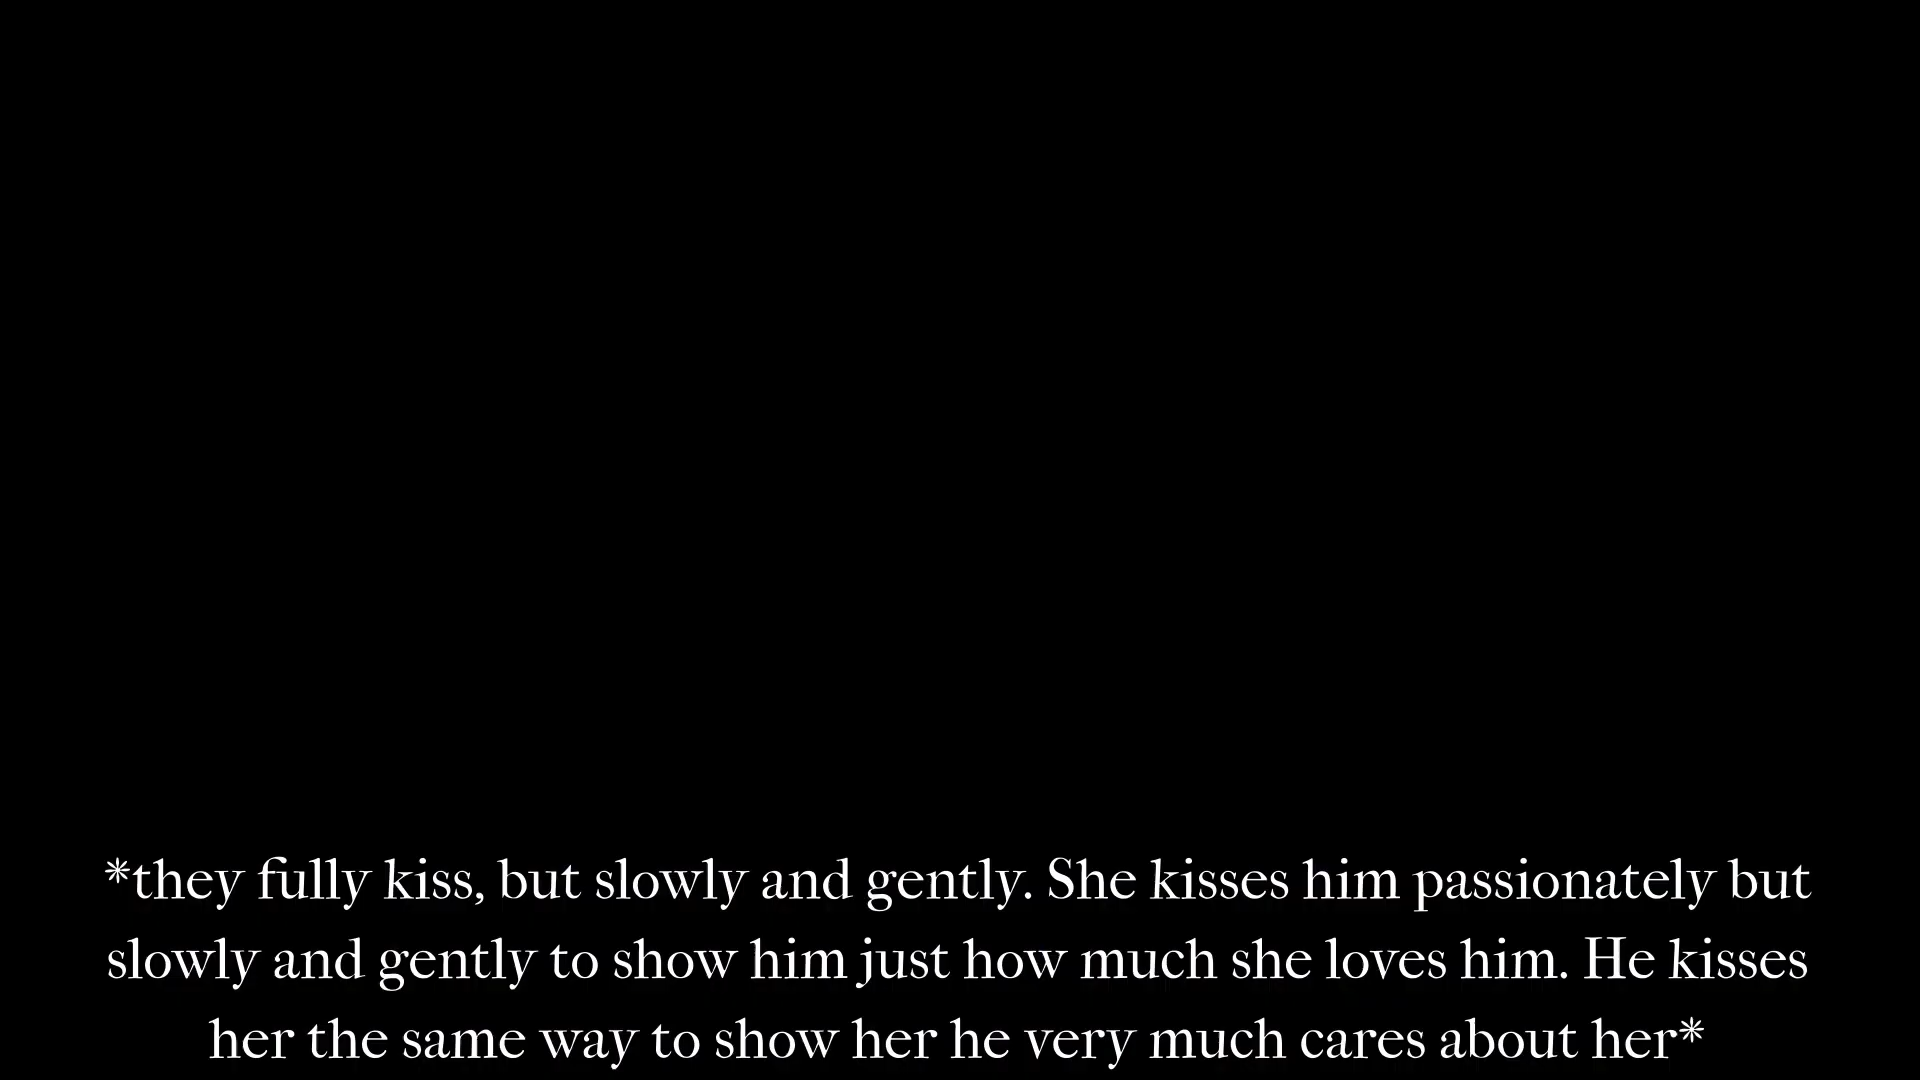 *they fully kiss, but slowly and gently. She kisses him passionately but
slowly and gently to show him just how much she loves him. He kisses
her the same way to show her he very much cares about her*